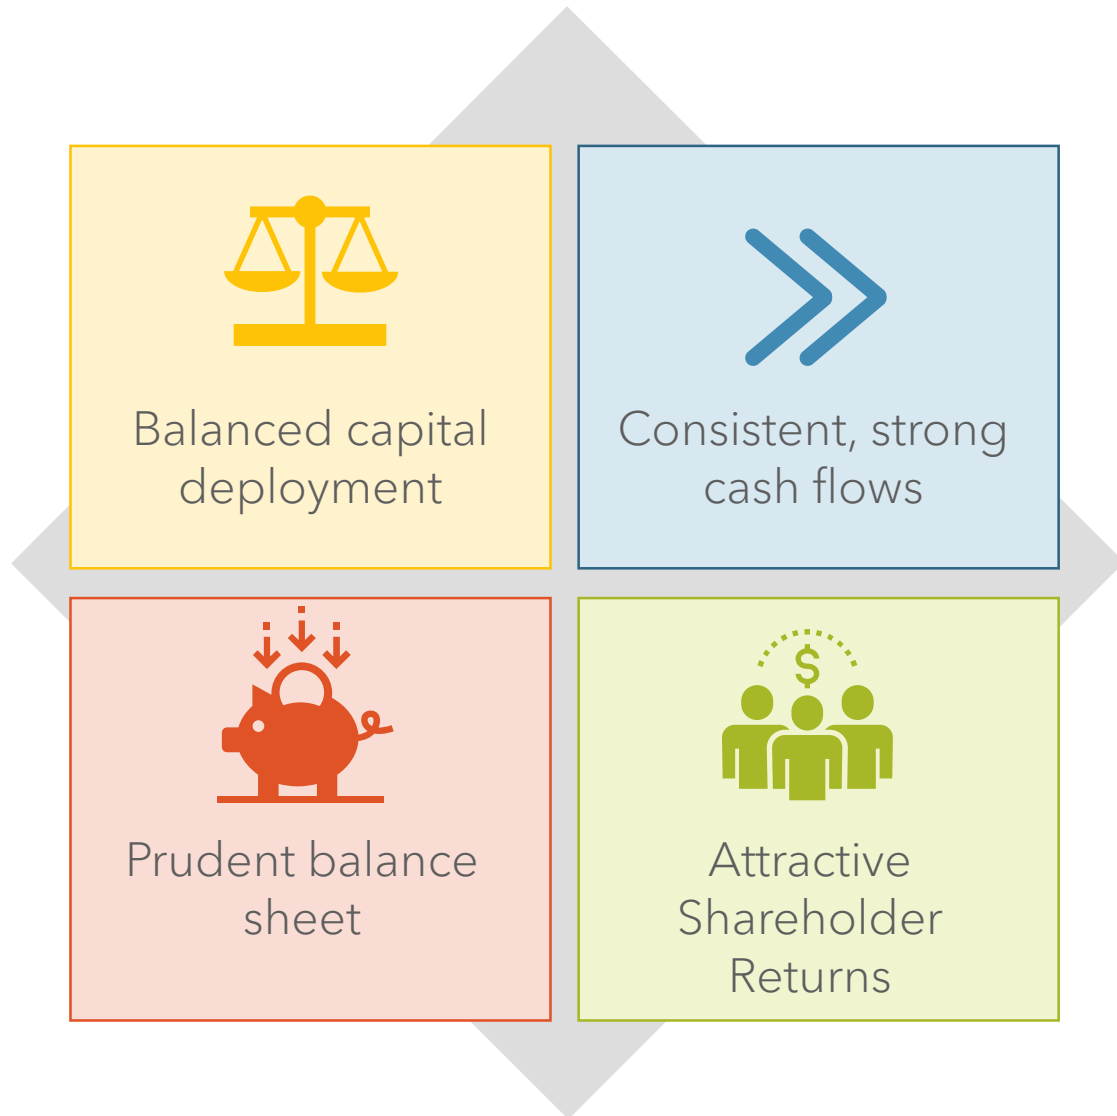 Balanced capital
deployment
Consistent, strong
cash flows
$
Prudent balance
sheet
Attractive
Shareholder
Returns